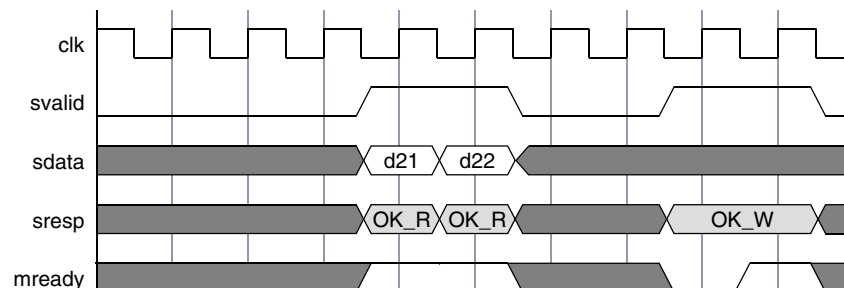 clk
svalid
sdata d21 d22
sresp OK_R OK_R OK_W
mready